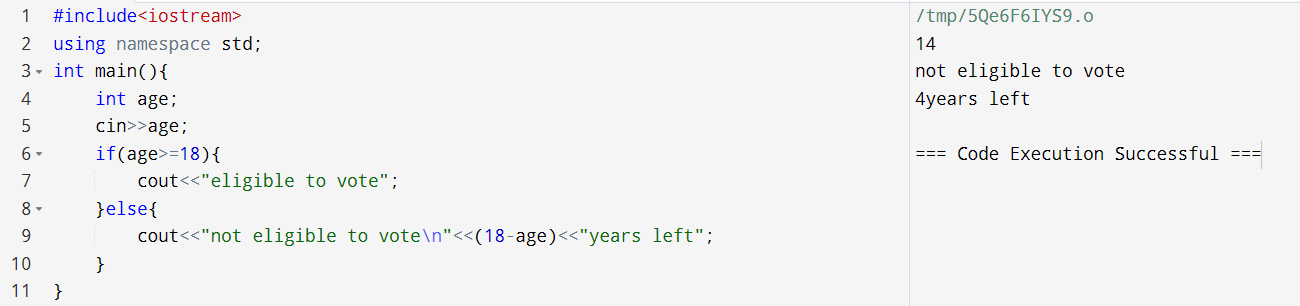 1 #include<iostream>
2 using namespace std;
3 int main(){
4 int age;
5 cin>>age;
6 if(age>=18){
7 cout<<"eligible to vote";
8 }else{
9 cout<<"not eligible to vote\n"<<(18-age)<<"years left";
10 }
11 }
/tmp/5Qe6F6IYS9.o
14
not eligible to vote
4years left
=== Code Execution Successful ===